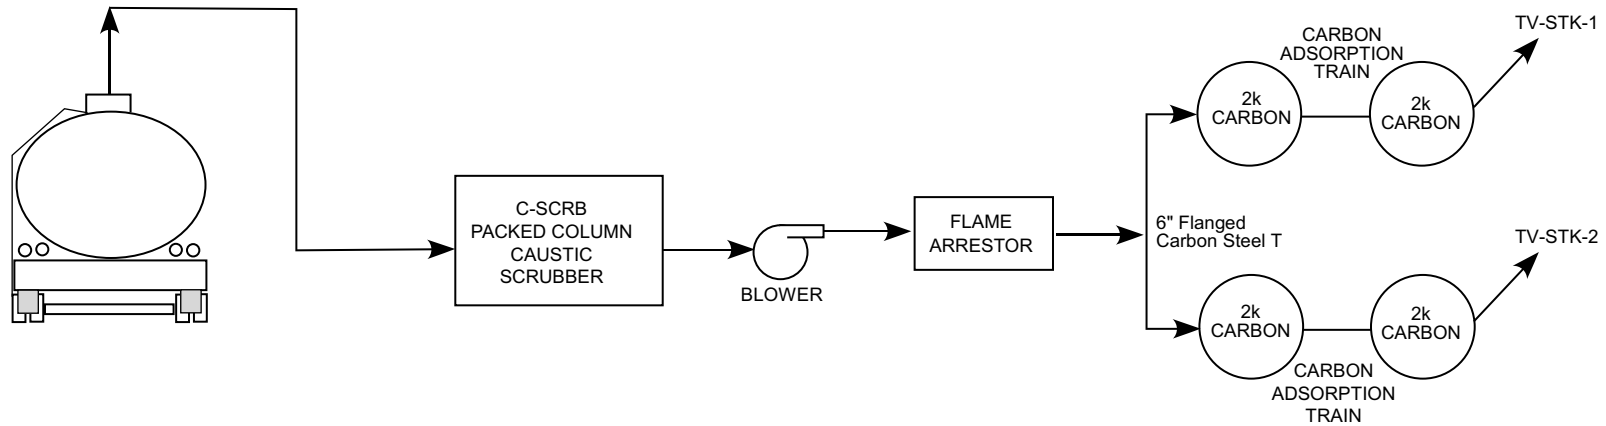 C-SCRB
PACKED COLUMN
CAUSTIC
SCRUBBER
BLOWER
FLAME
ARRESTOR
6" Flanged
Carbon Steel T
CARBON
ADSORPTION
TRAIN
2k
CARBON
2k
CARBON
TV-STK-1
2k
CARBON
2k
CARBON
TV-STK-2
CARBON
ADSORPTION
TRAIN